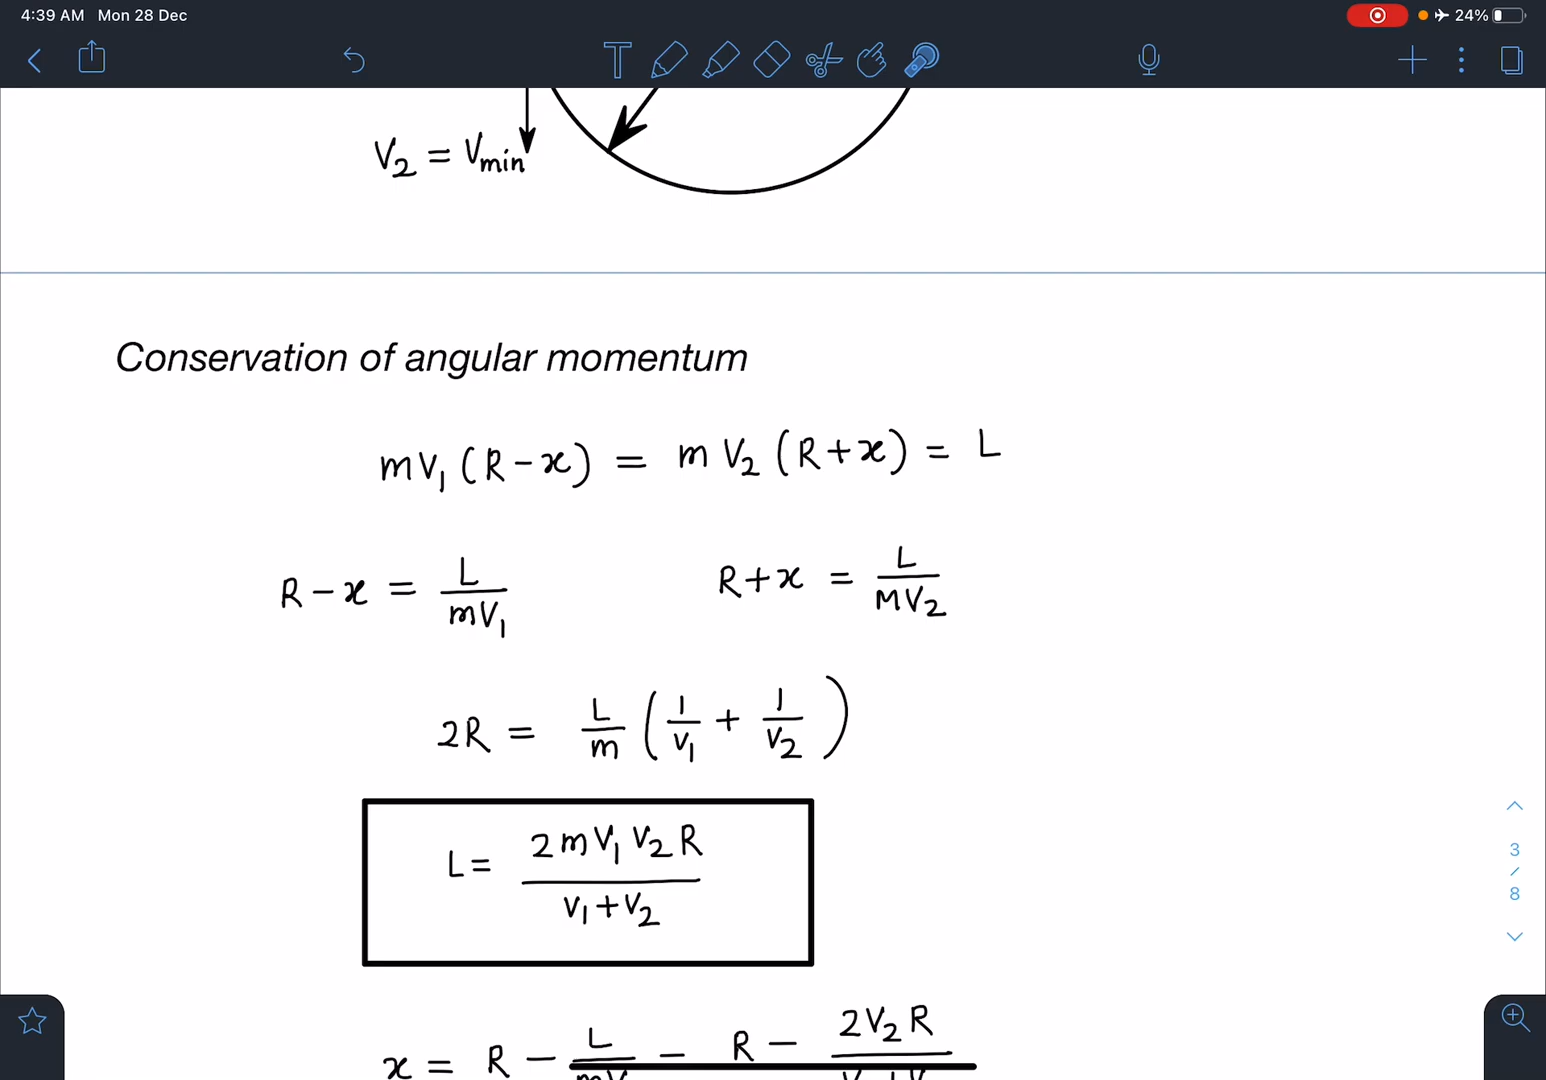 4:39 AM Mon 28 Dec 24%
V₂ = Vmin
Conservation of angular momentum
mV₁ (R-x) = m V₂ (R+x) = L
R-x = L/mV₁ R+x = L/MV₂
2R = L/m (1/V₁ + 1/V₂)
L = 2mV₁V₂R/V₁+V₂
3/8
x = R - L/ = R - 2V₂R/